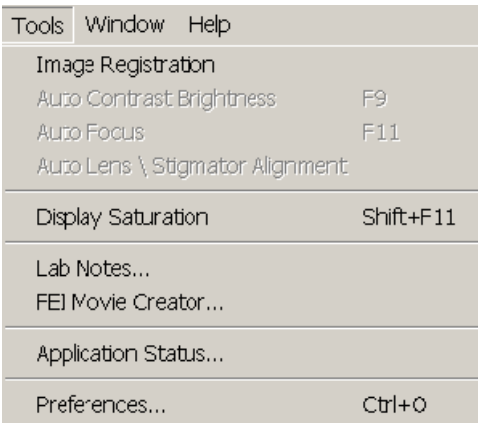 Tools Window Help
Image Registration
Auto Contrast Brightness F9
Auto Focus F11
Auto Lens \ Stigmator Alignment
Display Saturation Shift+F11
Lab Notes...
FEI Movie Creator...
Application Status...
Preferences... Ctrl+O